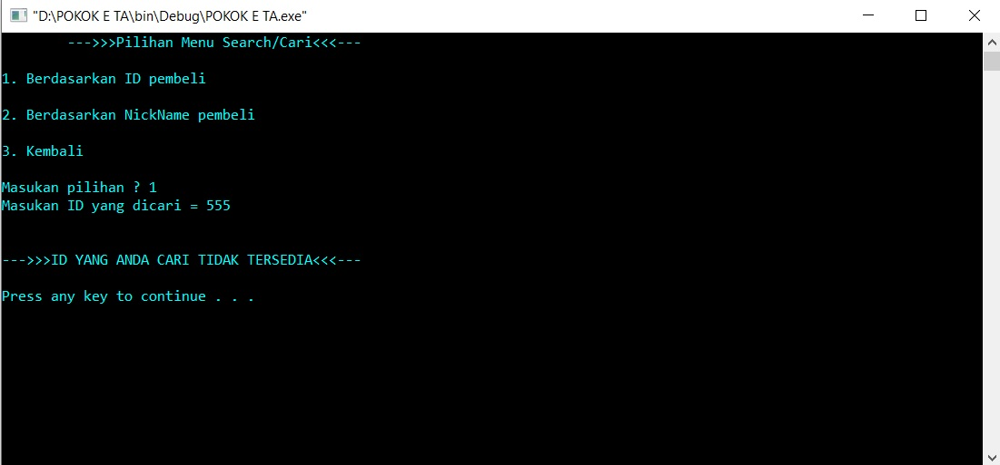 "D:\POKOK E TA\bin\Debug\POKOK E TA.exe"
--->>>Pilihan Menu Search/Cari<<<---
1. Berdasarkan ID pembeli
2. Berdasarkan NickName pembeli
3. Kembali
Masukan pilihan ? 1
Masukan ID yang dicari = 555
--->>>ID YANG ANDA CARI TIDAK TERSEDIA<<<---
Press any key to continue . . .